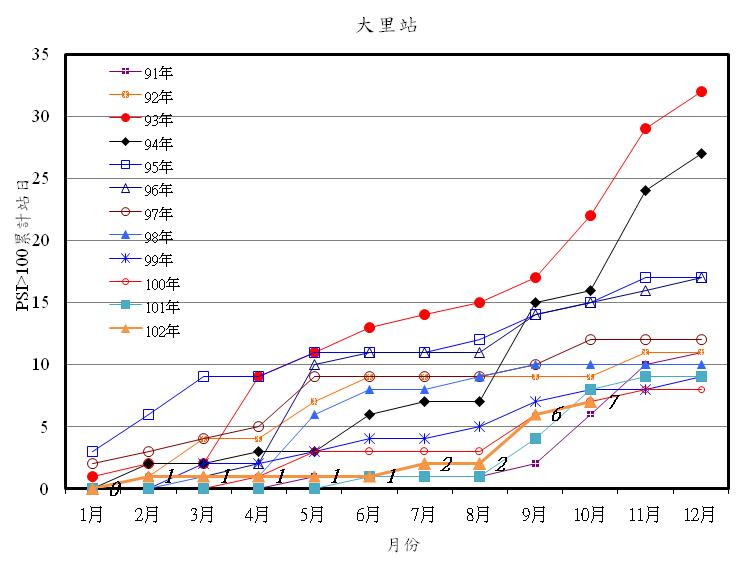 大里站
PSI>100累計站日
35
30
25
20
15
10
5
0
91年
92年
93年
94年
95年
96年
97年
98年
99年
100年
101年
102年
0 1 1 1 1 1 2 2 6 7
1月 2月 3月 4月 5月 6月 7月 8月 9月 10月 11月 12月
月份